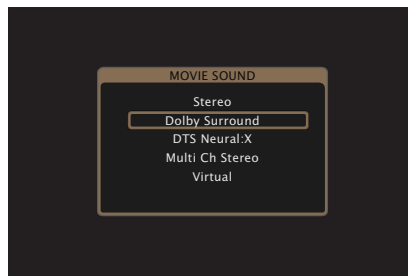 MOVIE SOUND
Stereo
Dolby Surround
DTS Neural:X
Multi Ch Stereo
Virtual